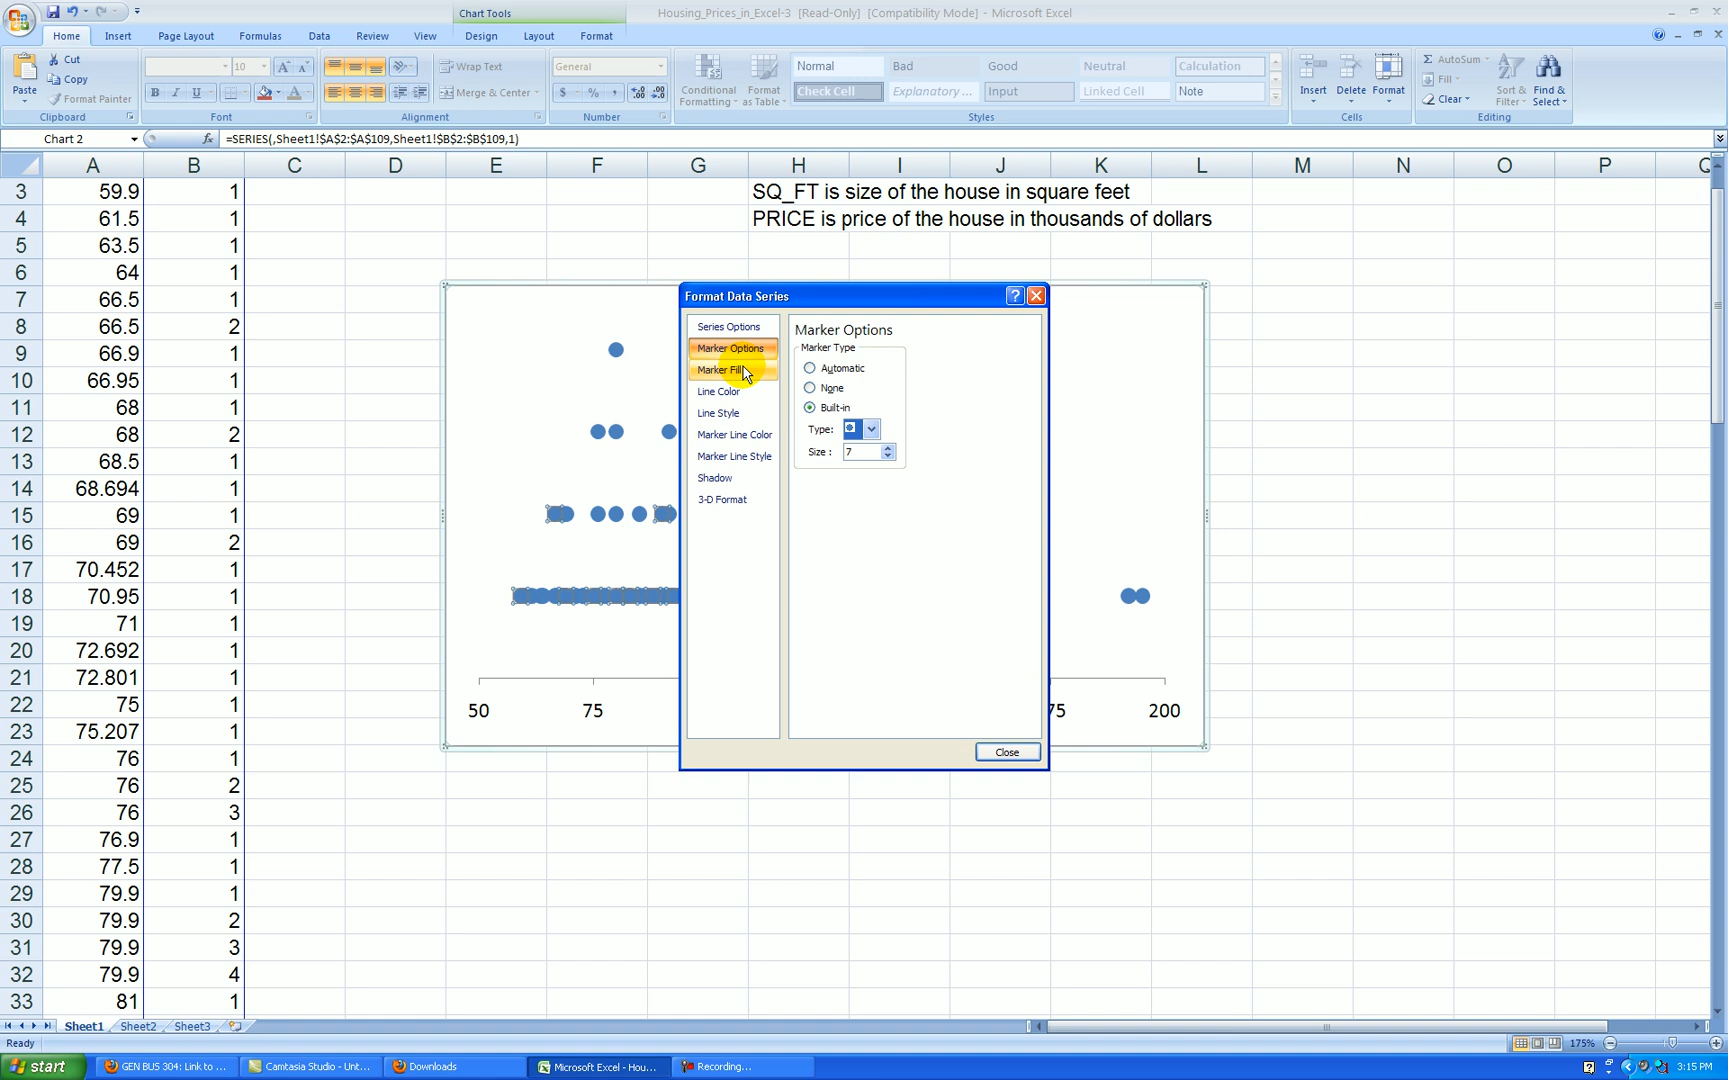 Chart Tools
Housing_Prices_in_Excel-3 [Read-Only] [Compatibility Mode] - Microsoft Excel
Home Insert Page Layout Formulas Data Review View Design Layout Format
Paste Cut Copy Format Painter
Clipboard
10
B I U
Font
Wrap Text
Merge & Center
Alignment
General
$ % ,
Number
Conditional Formatting
Format as Table
Normal Bad Good Neutral Calculation
Check Cell Explanatory ... Input Linked Cell Note
Styles
Insert Delete Format
Cells
AutoSum
Fill
Clear
Sort & Filter
Find & Select
Editing
Chart 2 fx =SERIES(,Sheet1!$A$2:$A$109,Sheet1!$B$2:$B$109,1)
A B C D E F G H I J K L M N O P Q
3 59.9 1 SQ_FT is size of the house in square feet
4 61.5 1 PRICE is price of the house in thousands of dollars
5 63.5 1
6 64 1
7 66.5 1
8 66.5 2
9 66.9 1
10 66.95 1
11 68 1
12 68 2
13 68.5 1
14 68.694 1
15 69 1
16 69 2
17 70.452 1
18 70.95 1
19 71 1
20 72.692 1
21 72.801 1
22 75 1
23 75.207 1
24 76 1
25 76 2
26 76 3
27 76.9 1
28 77.5 1
29 79.9 1
30 79.9 2
31 79.9 3
32 79.9 4
33 81 1
Format Data Series
Series Options
Marker Options
Marker Fill
Line Color
Line Style
Marker Line Color
Marker Line Style
Shadow
3-D Format
Marker Options
Marker Type
Automatic
None
Built-in
Type:
Size : 7
Close
50 75 75 200
Sheet1 Sheet2 Sheet3
Ready 175%
start GEN BUS 304: Link to ... Camtasia Studio - Unt... Downloads Microsoft Excel - Hou... Recording... 3:15 PM